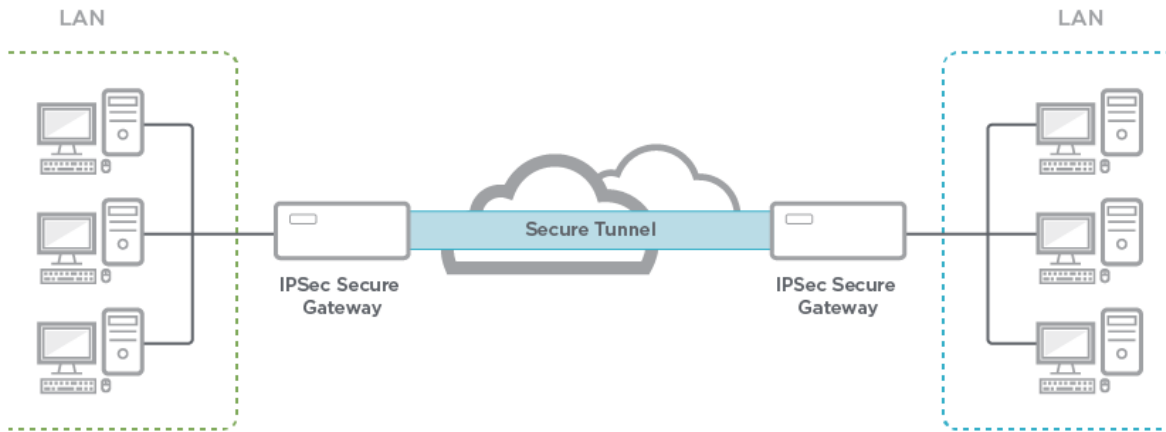 LAN
LAN
Secure Tunnel
IPSec Secure
Gateway
IPSec Secure
Gateway